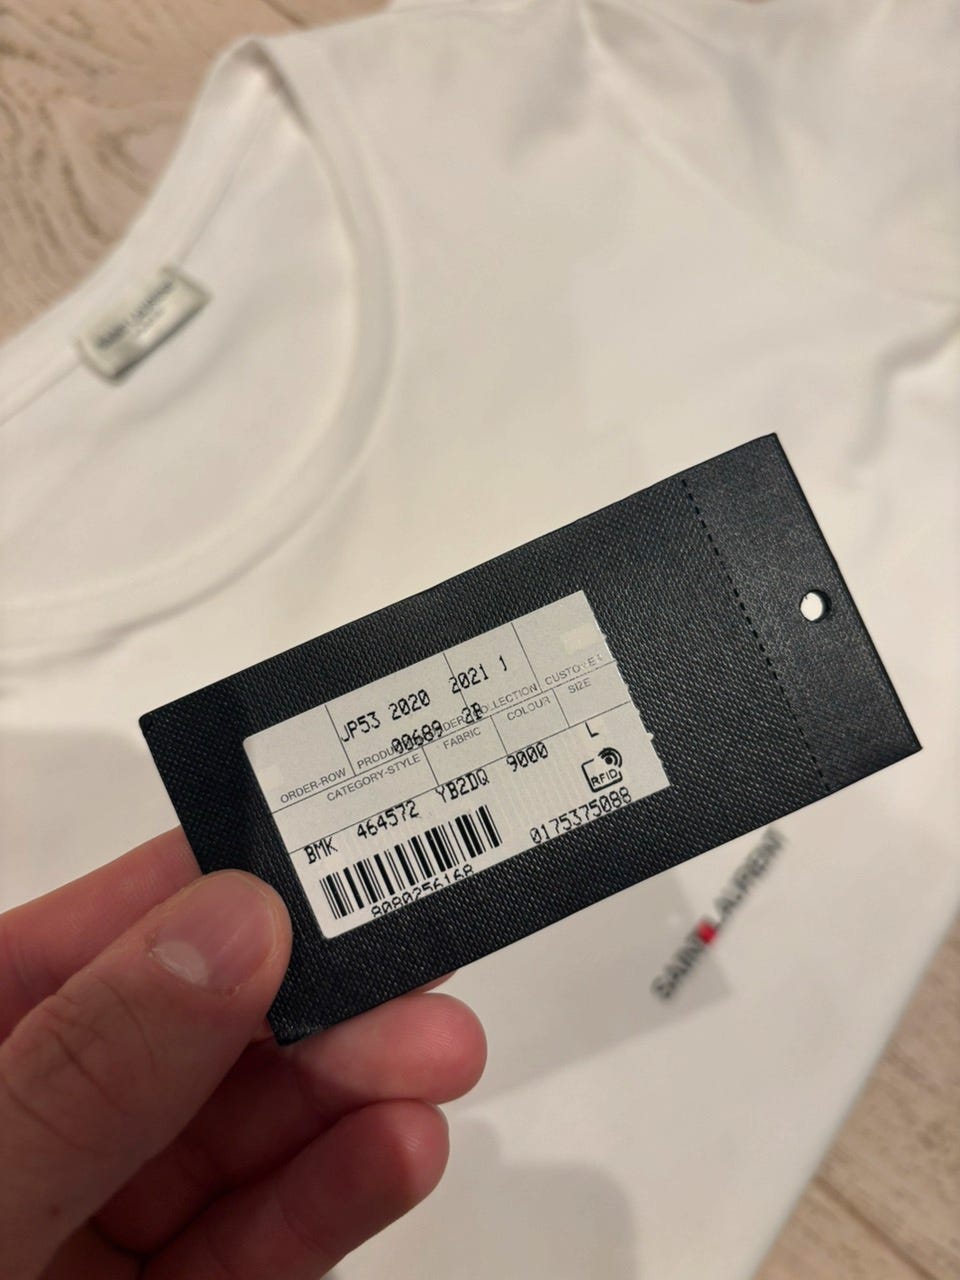 JP53 2020 2021 1
00689 2B
ORDER-ROW PRODU ORDER COLLECTION CUSTOMER
CATEGORY-STYLE FABRIC COLOUR SIZE
BMK 464572 YB2DQ 9000 L
RFID
8080256168 0175375088
SAINT LAURENT